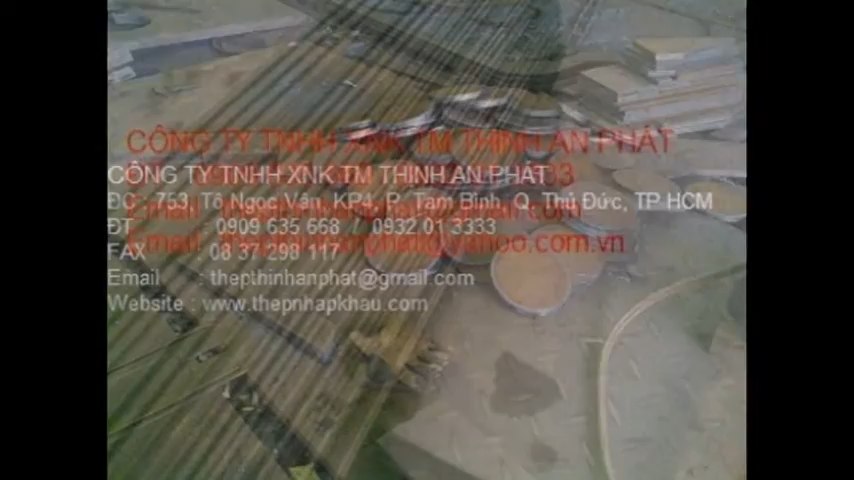 CÔNG TY TNHH XNK TM THỊNH AN PHÁT
CÔNG TY TNHH XNK TM THỊNH AN PHÁT
ĐC : 753, Tô Ngọc Vân, KP4, P. Tam Bình, Q. Thủ Đức, TP HCM
ĐT : 0909 635 668 0932 01 3333
FAX : 08 37 298 117
Email : thepthinhanphat@gmail.com
Website : www.thepnhapkhau.com